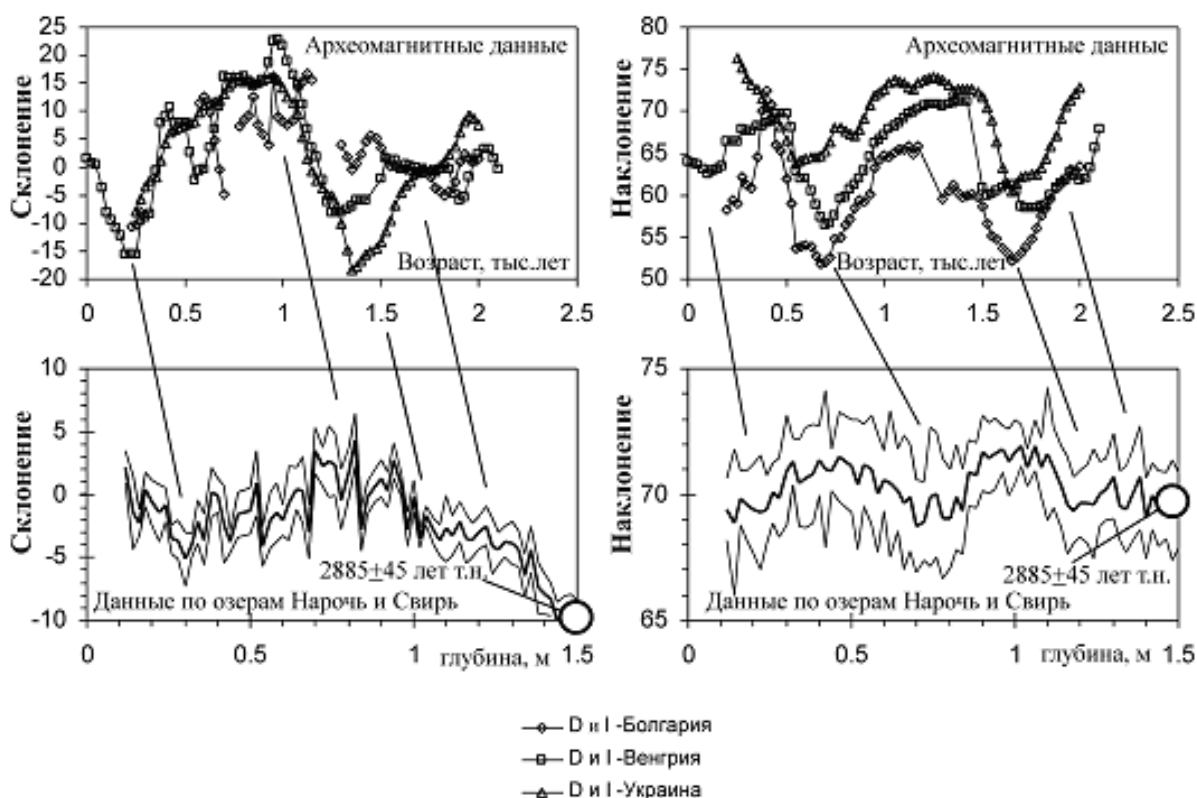 Археомагнитные данные
Склонение
25
20
15
10
5
0
-5
-10
-15
-20
Возраст, тыс.лет
0 0.5 1 1.5 2 2.5
Археомагнитные данные
Наклонение
80
75
70
65
60
55
50
Возраст, тыс.лет
0 0.5 1 1.5 2 2.5
Склонение
10
5
0
-5
-10
2885±45 лет т.н.
Данные по озерам Нарочь и Свирь
0 0.5 1 глубина, м 1.5
Наклонение
75
70
65
2885±45 лет т.н.
Данные по озерам Нарочь и Свирь
0 0.5 1 глубина, м 1.5
D и I -Болгария
D и I -Венгрия
D и I -Украина